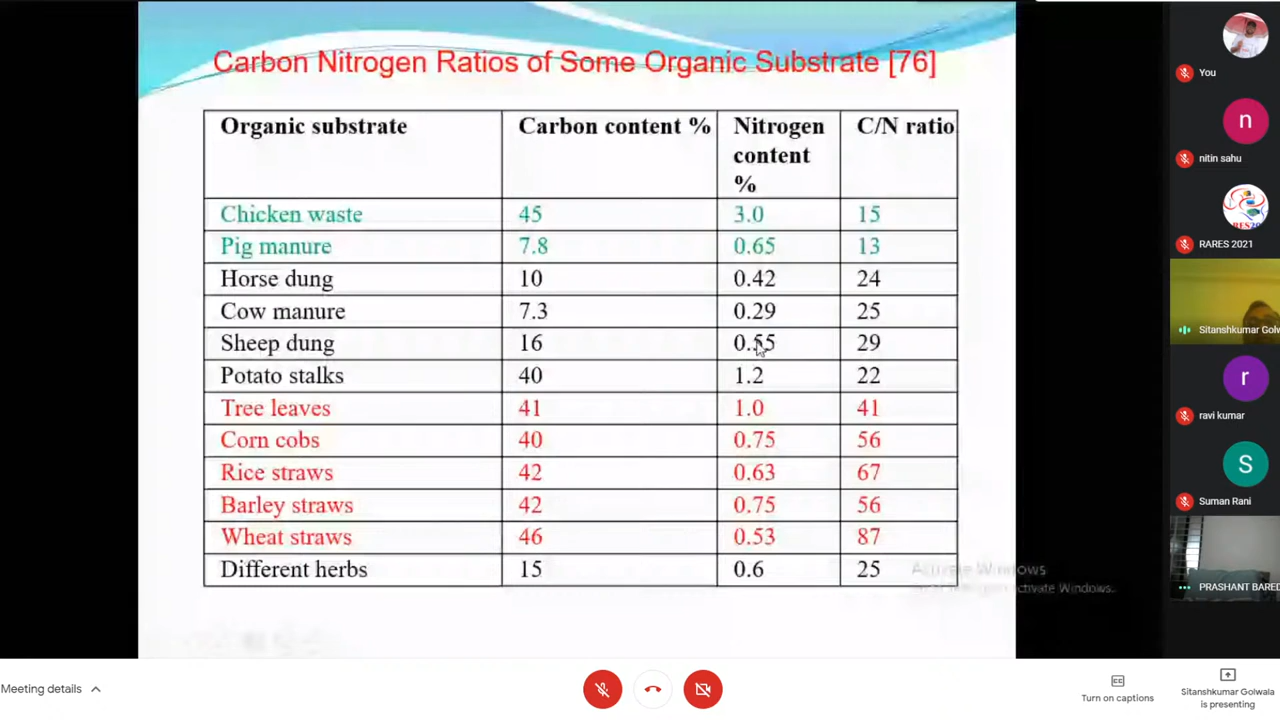 Carbon Nitrogen Ratios of Some Organic Substrate [76]
Organic substrate Carbon content % Nitrogen content % C/N ratio
Chicken waste 45 3.0 15
Pig manure 7.8 0.65 13
Horse dung 10 0.42 24
Cow manure 7.3 0.29 25
Sheep dung 16 0.55 29
Potato stalks 40 1.2 22
Tree leaves 41 1.0 41
Corn cobs 40 0.75 56
Rice straws 42 0.63 67
Barley straws 42 0.75 56
Wheat straws 46 0.53 87
Different herbs 15 0.6 25
Activate Windows
activate Windows.
You
n
nitin sahu
RARES 2021
Sitanshkumar Golw
r
ravi kumar
S
Suman Rani
PRASHANT BARED
Meeting details
CC
Turn on captions
Sitanshkumar Golwala
is presenting